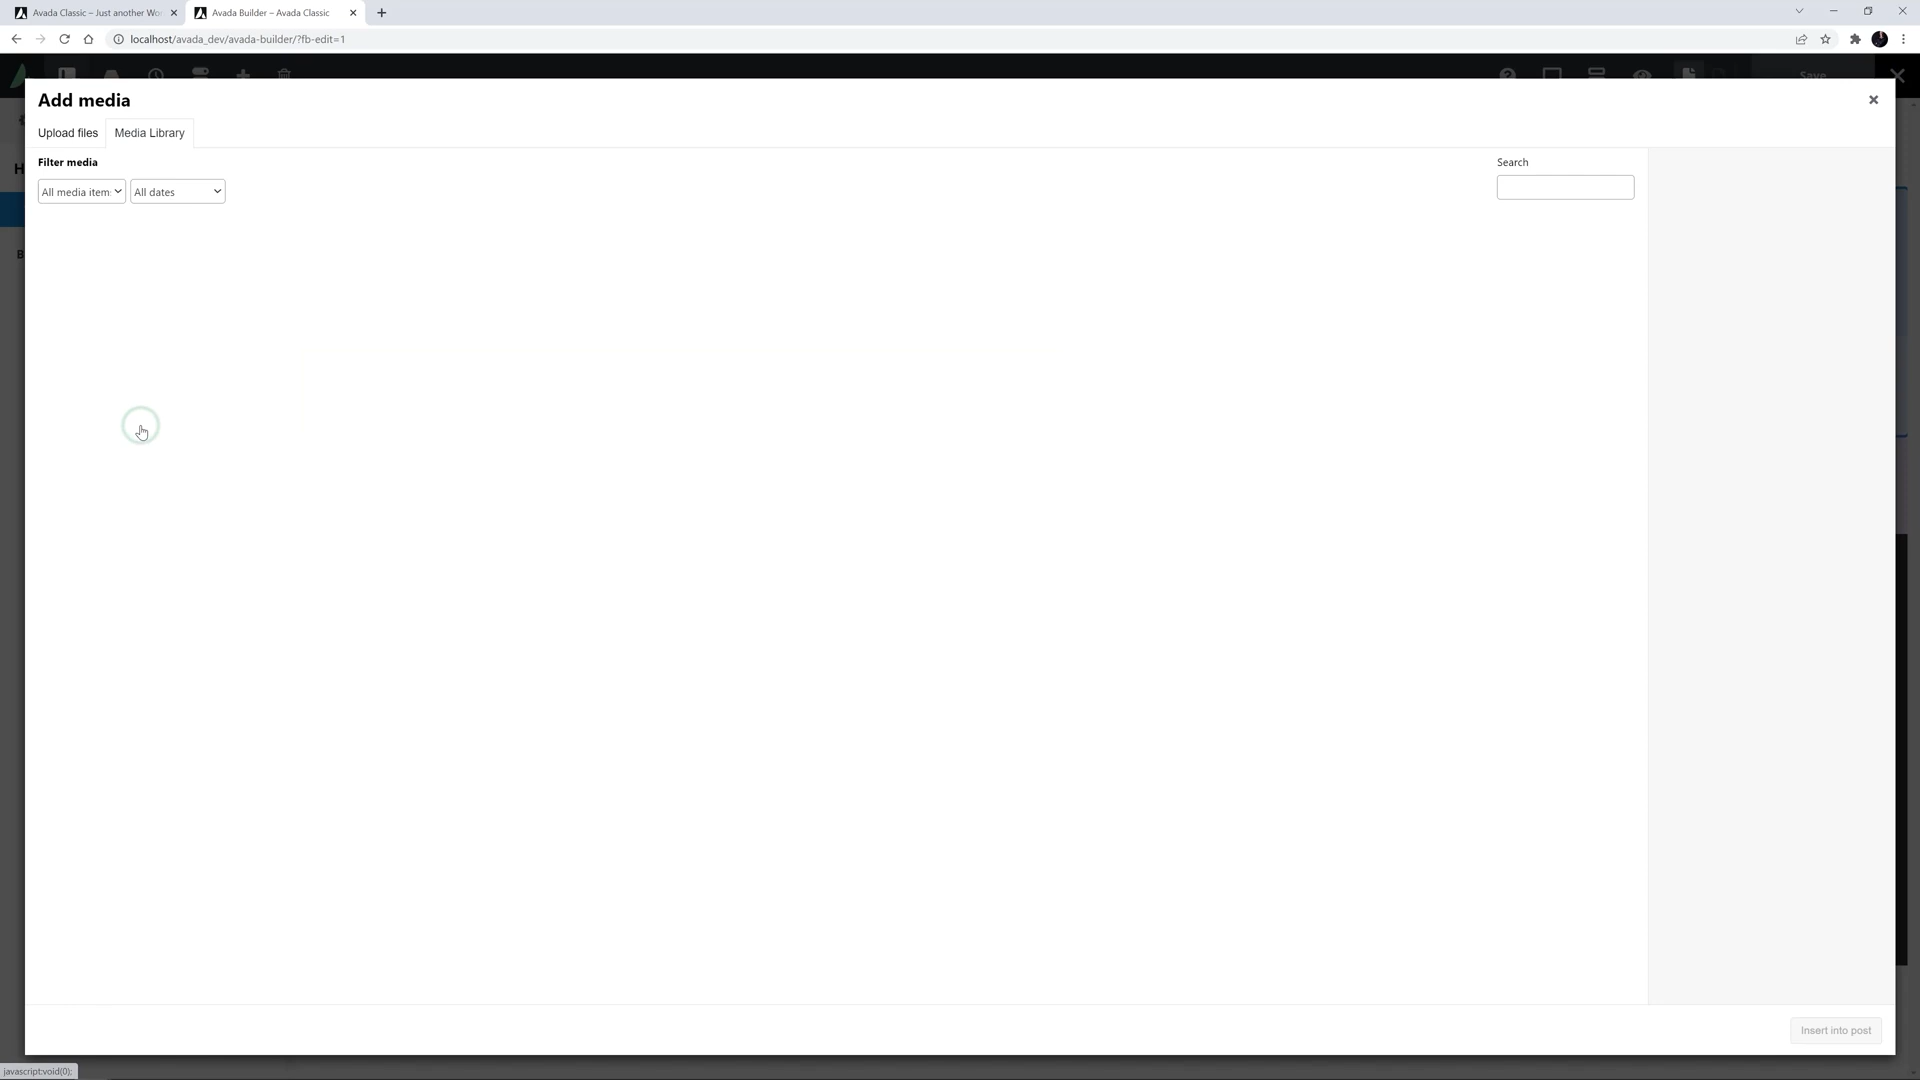 Avada Classic – Just another Wor
Avada Builder – Avada Classic
localhost/avada_dev/avada-builder/?fb-edit=1
Save
Add media
Upload files
Media Library
Filter media
Search
All media item
All dates
H
B
Insert into post
javascript:void(0);